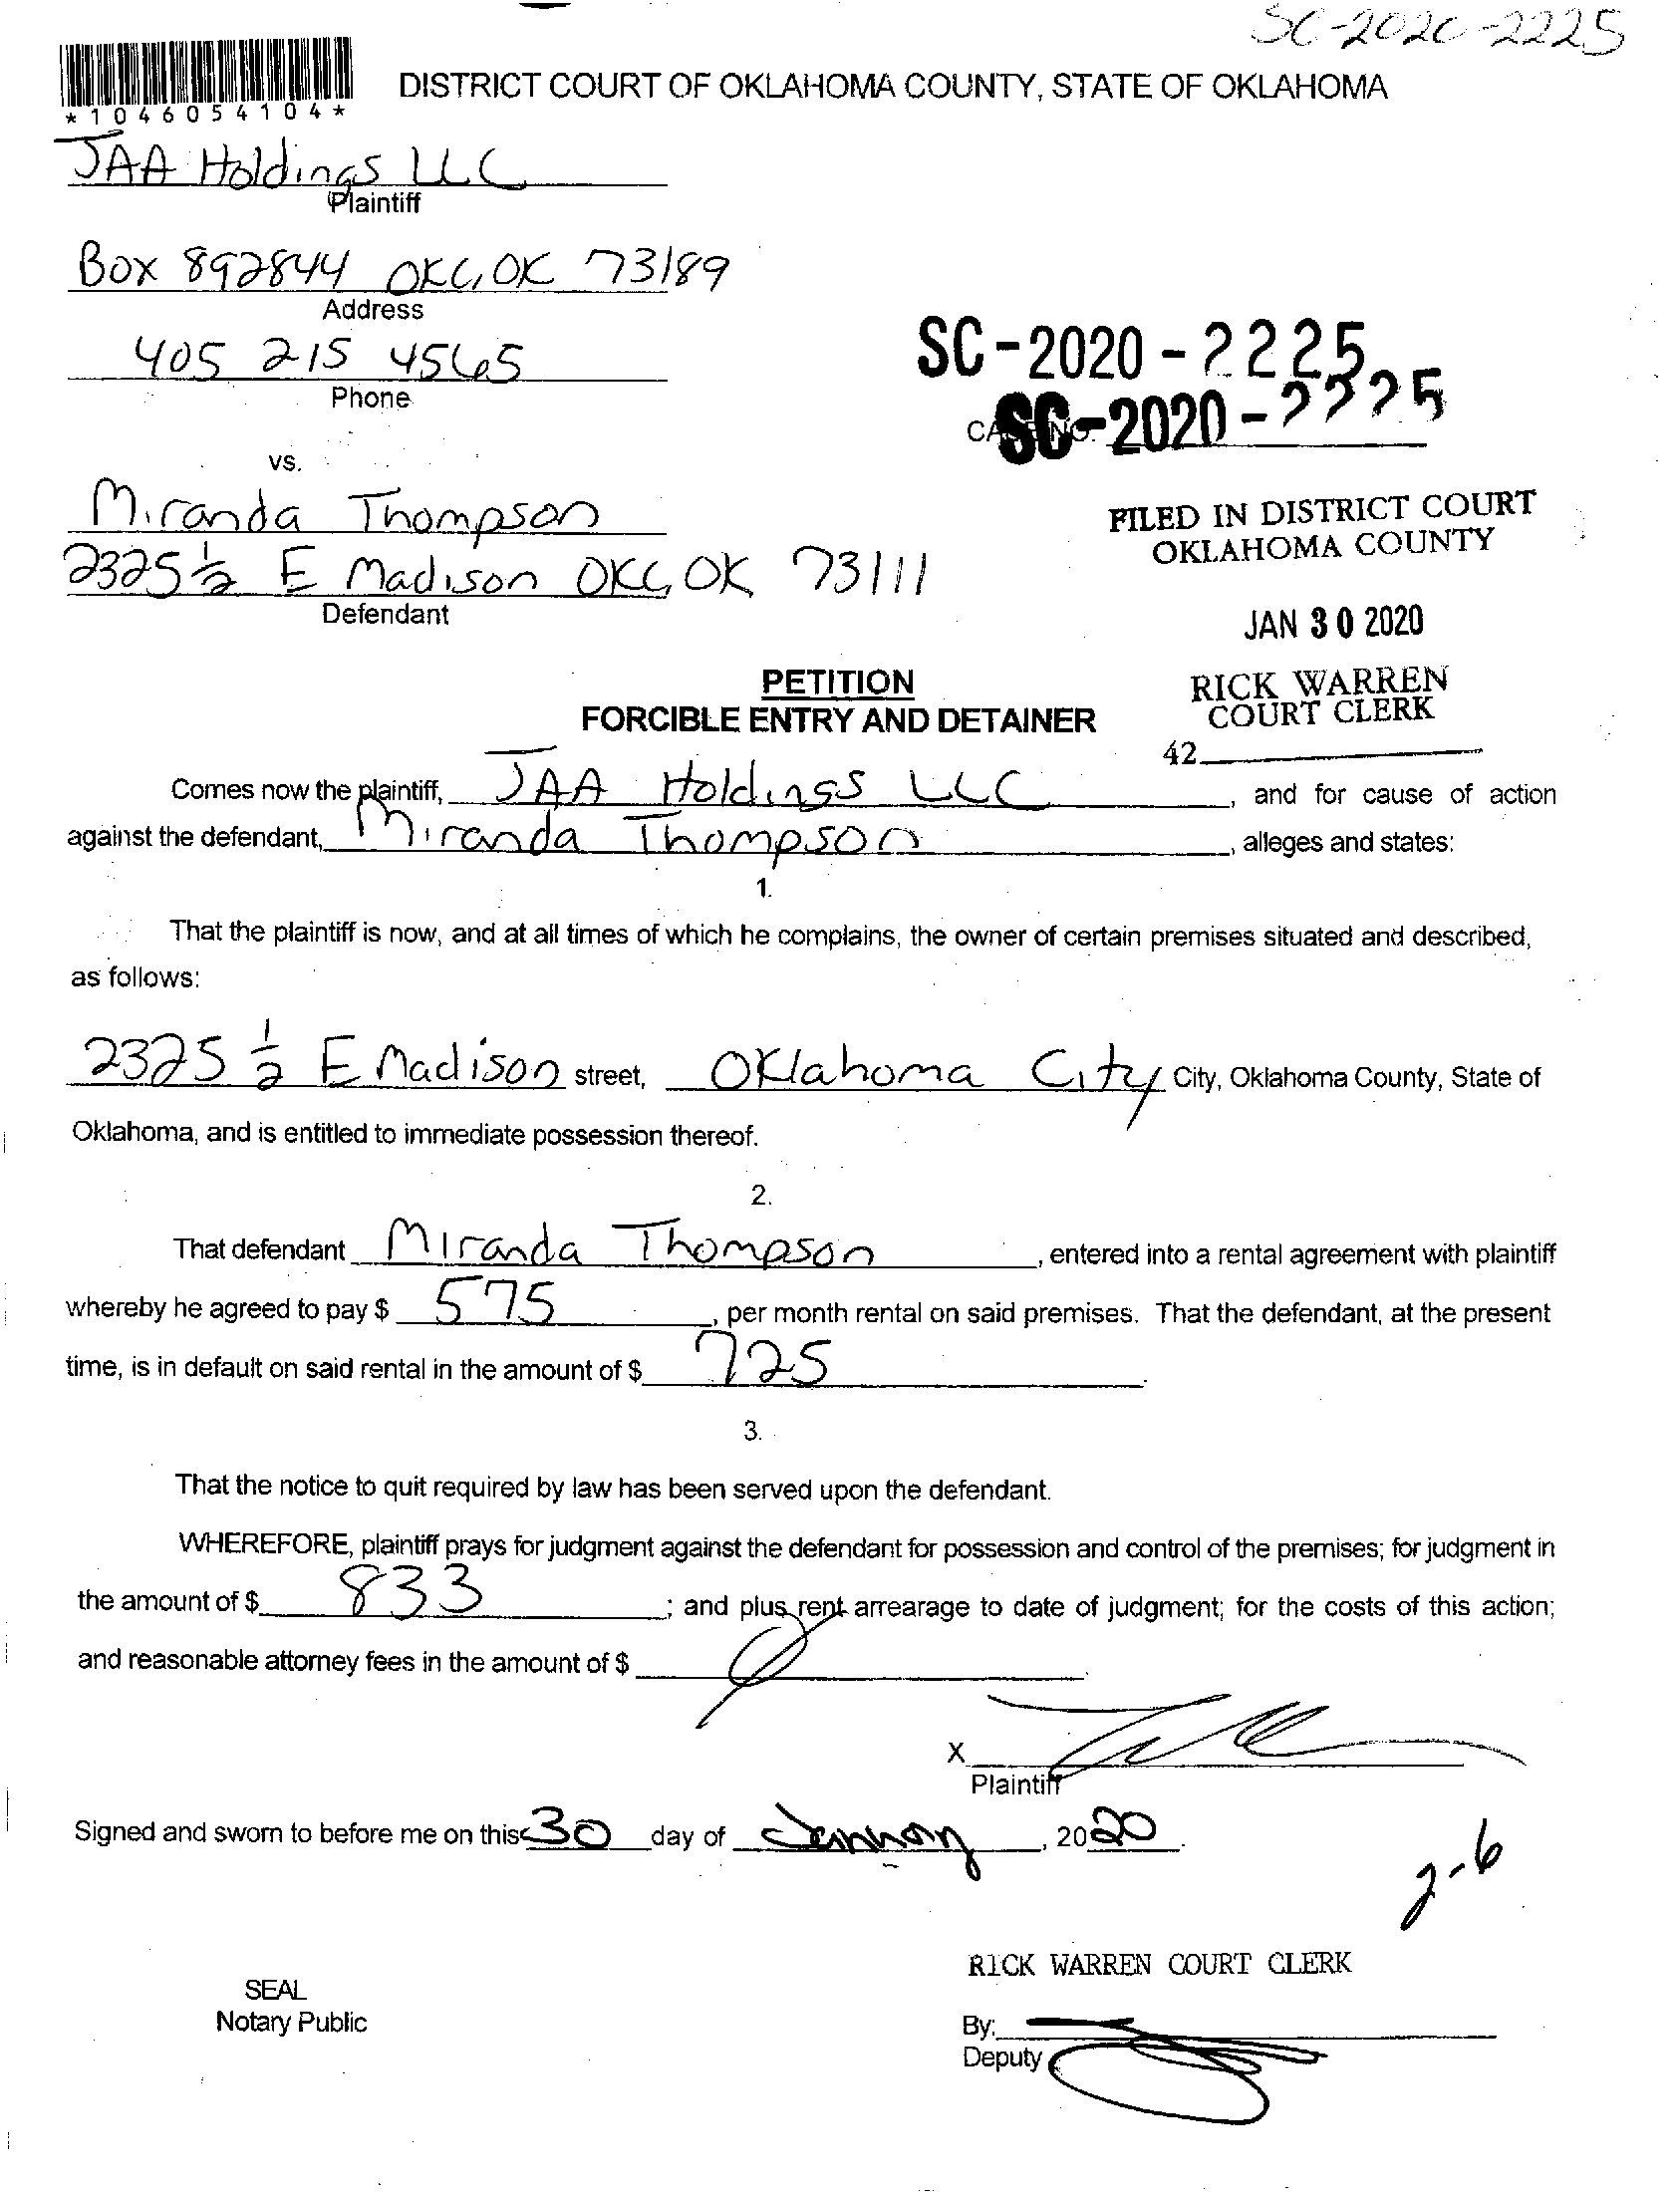 SC-2020-2225
*1046054104*
DISTRICT COURT OF OKLAHOMA COUNTY, STATE OF OKLAHOMA
JAA Holdings LLC
Plaintiff
Box 892844 OKC, OK 73189
Address
405 215 4565
Phone
SC-2020-2225
CASE NO. SC-2020-2225
vs.
Miranda Thompson
2325 1/2 E Madison OKC, OK 73111
Defendant
FILED IN DISTRICT COURT
OKLAHOMA COUNTY
JAN 30 2020
RICK WARREN
COURT CLERK
42
PETITION
FORCIBLE ENTRY AND DETAINER
Comes now the plaintiff, JAA Holdings LLC, and for cause of action
against the defendant, Miranda Thompson, alleges and states:
1.
That the plaintiff is now, and at all times of which he complains, the owner of certain premises situated and described,
as follows:
2325 1/2 E Madison street, Oklahoma City City, Oklahoma County, State of
Oklahoma, and is entitled to immediate possession thereof.
2.
That defendant Miranda Thompson, entered into a rental agreement with plaintiff
whereby he agreed to pay $ 575, per month rental on said premises. That the defendant, at the present
time, is in default on said rental in the amount of $ 725.
3.
That the notice to quit required by law has been served upon the defendant.
WHEREFORE, plaintiff prays for judgment against the defendant for possession and control of the premises; for judgment in
the amount of $ 833; and plus rent arrearage to date of judgment; for the costs of this action;
and reasonable attorney fees in the amount of $ 0
X
Plaintiff
Signed and sworn to before me on this 30 day of January, 2020.
2-6
RICK WARREN COURT CLERK
SEAL
Notary Public
By:
Deputy